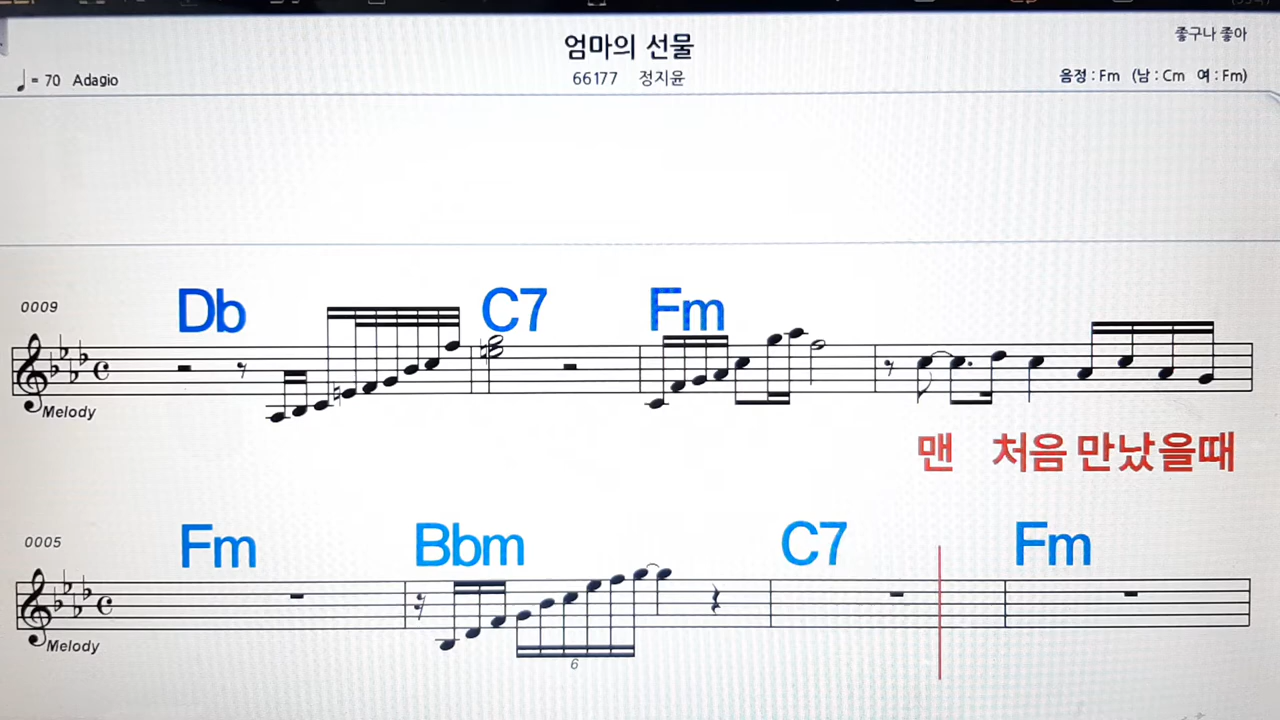 엄마의 선물
좋구나 좋아
♩= 70 Adagio
66177 정지윤
음정 : Fm (남 : Cm 여 : Fm)
0009
Db C7 Fm
Melody
맨 처음 만났을때
0005
Fm Bbm C7 Fm
Melody
6